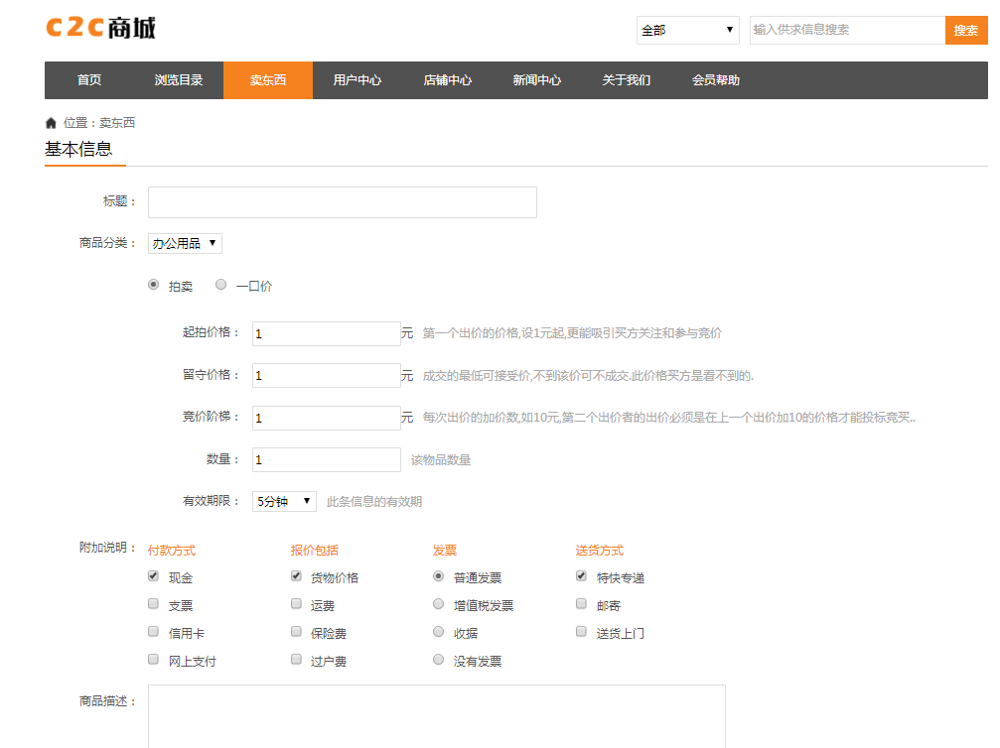 c2c商城
全部 输入供求信息搜索 搜索
首页 浏览目录 卖东西 用户中心 店铺中心 新闻中心 关于我们 会员帮助
位置：卖东西
基本信息
标题：
商品分类： 办公用品
拍卖 一口价
起拍价格： 1 元 第一个出价的价格,设1元起,更能吸引买方关注和参与竞价
留守价格： 1 元 成交的最低可接受价,不到该价可不成交.此价格买方是看不到的.
竞价阶梯： 1 元 每次出价的加价数,如10元,第二个出价者的出价必须是在上一个出价加10的价格才能投标竞买..
数量： 1 该物品数量
有效期限： 5分钟 此条信息的有效期
附加说明： 付款方式 报价包括 发票 送货方式
现金 货物价格 普通发票 特快专递
支票 运费 增值税发票 邮客
信用卡 保险费 收据 送货上门
网上支付 过户费 没有发票
商品描述：